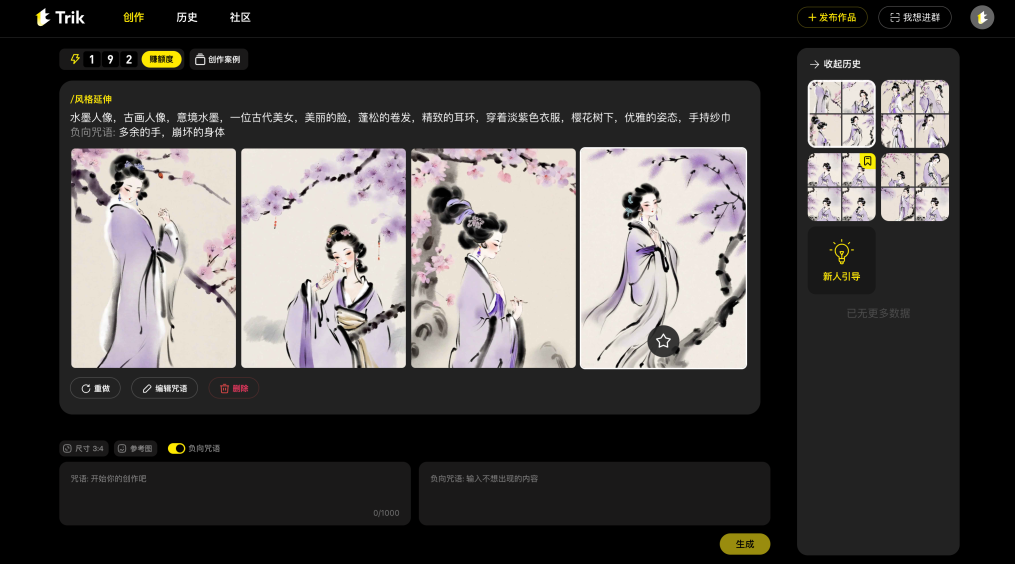 Trik
创作
历史
社区
发布作品
我想进群
1 9 2
赚额度
创作案例
收起历史
/风格延伸
水墨人像，古画人像，意境水墨，一位古代美女，美丽的脸，蓬松的卷发，精致的耳环，穿着淡紫色衣服，樱花树下，优雅的姿态，手持纱巾
负向咒语: 多余的手，崩坏的身体
新人引导
已无更多数据
重做
编辑咒语
删除
尺寸 3:4
参考图
负向咒语
咒语: 开始你的创作吧
0/1000
负向咒语: 输入不想出现的内容
生成